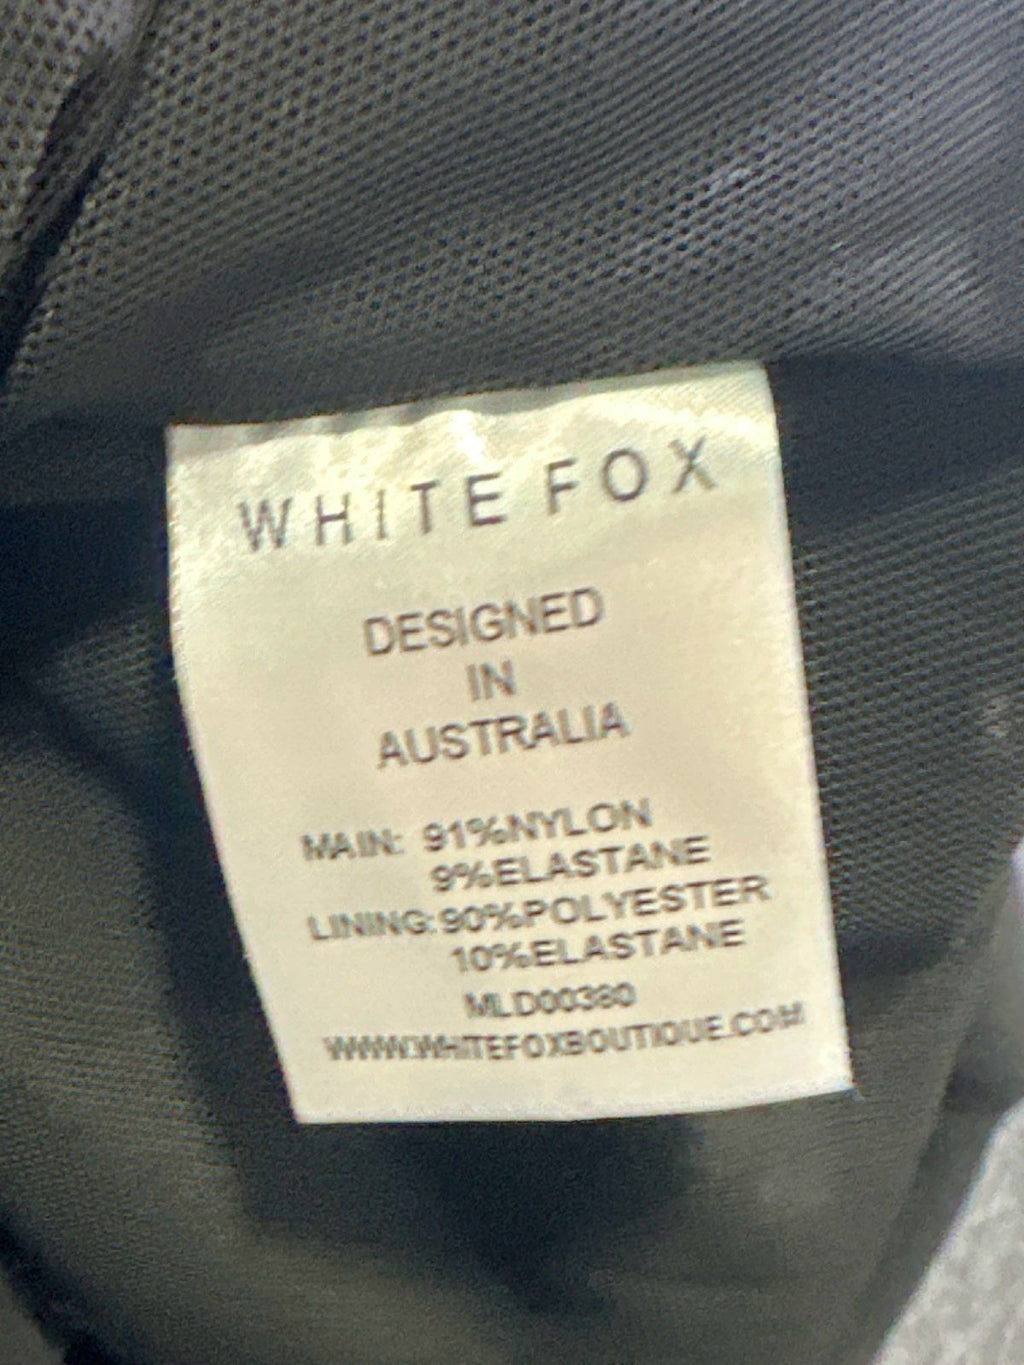 WHITE FOX
DESIGNED
IN
AUSTRALIA
MAIN: 91%NYLON
9%ELASTANE
LINING:90%POLYESTER
10%ELASTANE
MLD00380
WWW.WHITEFOXBOUTIQUE.COM